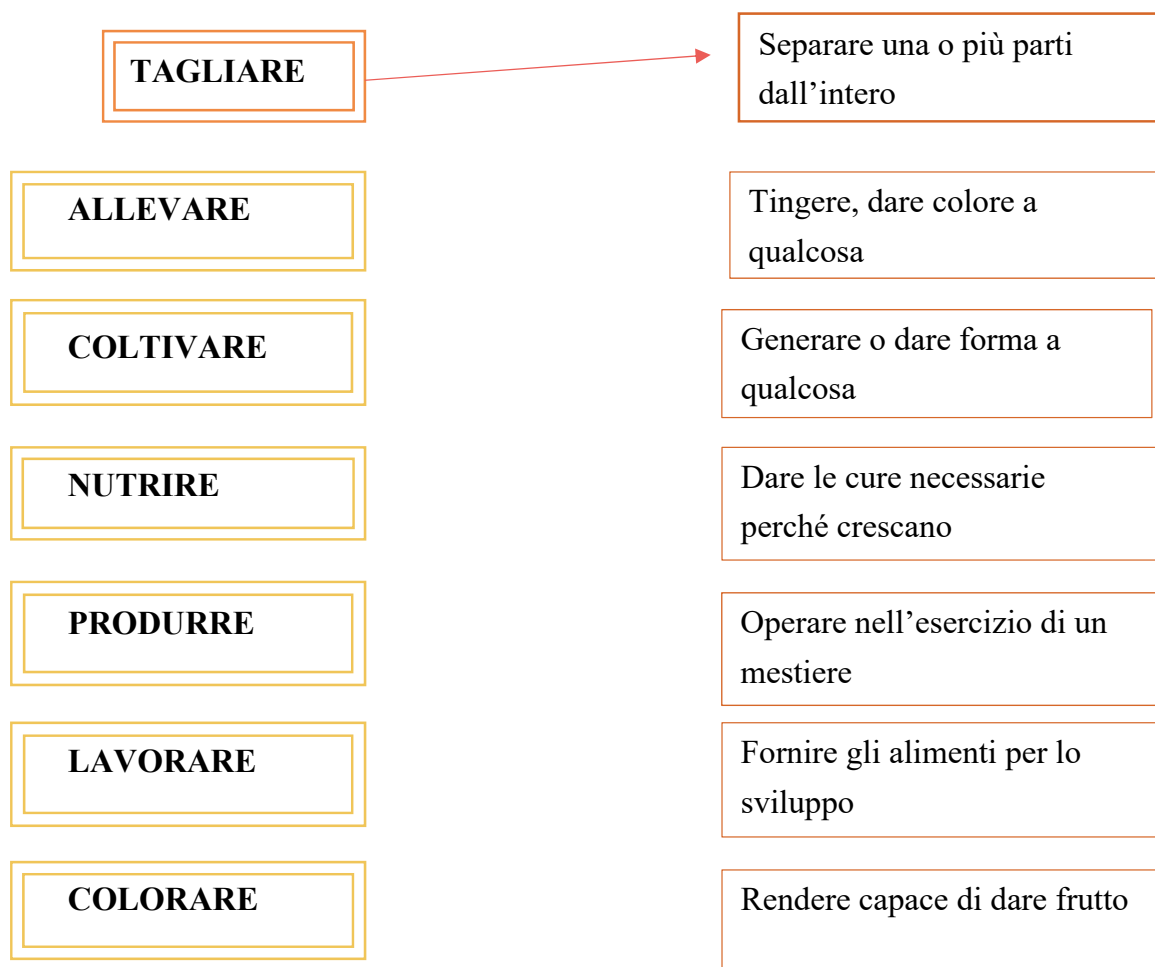 TAGLIARE
Separare una o più parti
dall’intero
ALLEVARE
Tingere, dare colore a
qualcosa
COLTIVARE
Generare o dare forma a
qualcosa
NUTRIRE
Dare le cure necessarie
perché crescano
PRODURRE
Operare nell’esercizio di un
mestiere
LAVORARE
Fornire gli alimenti per lo
sviluppo
COLORARE
Rendere capace di dare frutto